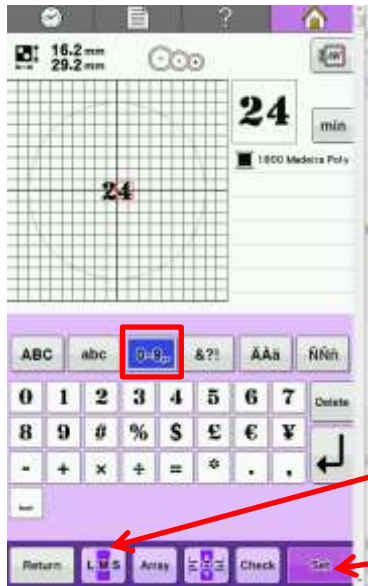 ?
16.2 mm
29.2 mm
24
min
1800 Madeira Poly
24
ABC abc 0-9,. &?! ÄÀä ÑÑñ
0 1 2 3 4 5 6 7 Delete
8 9 # % $ £ € ¥
- + × ÷ = * . ,
Return L M S Array Check Set